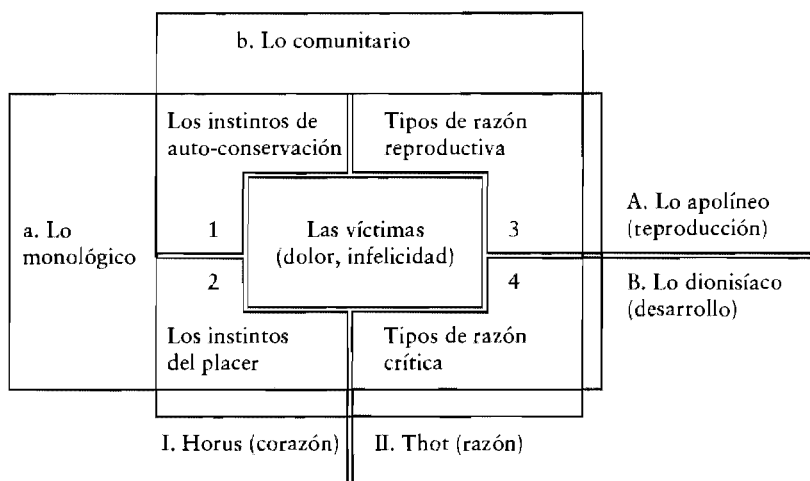 b. Lo comunitario
Los instintos de
auto-conservación
Tipos de razón
reproductiva
a. Lo
monológico
1
Las víctimas
(dolor, infelicidad)
3
A. Lo apolíneo
(reproducción)
2
4
B. Lo dionisíaco
(desarrollo)
Los instintos
del placer
Tipos de razón
crítica
I. Horus (corazón)
II. Thot (razón)